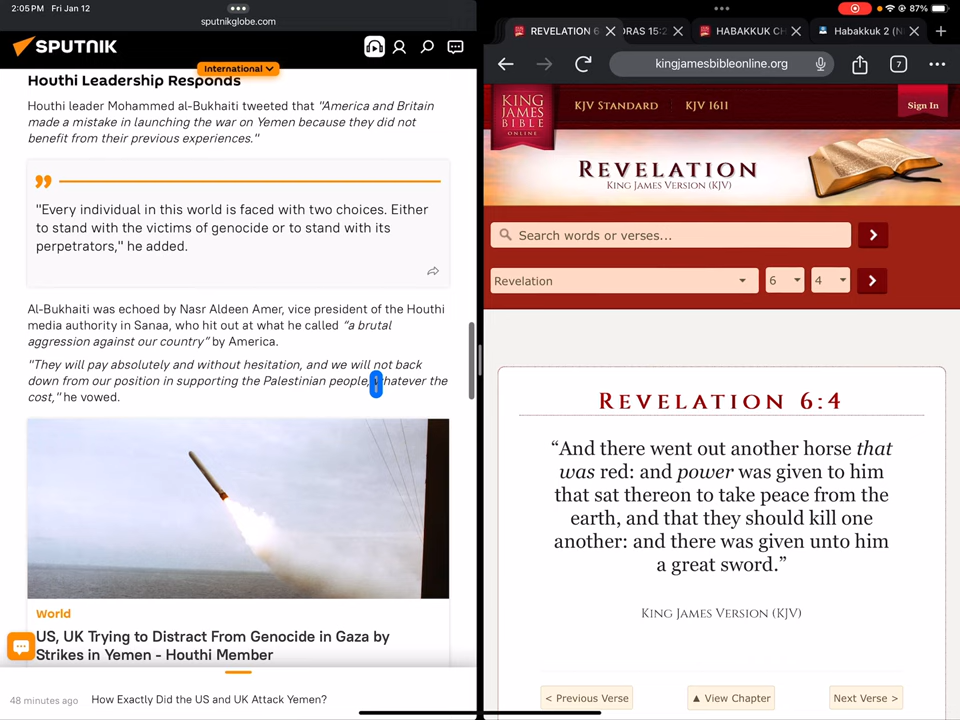 2:05 PM Fri Jan 12
87%
sputnikglobe.com
SPUTNIK
International
Houthi Leadership Responds
Houthi leader Mohammed al-Bukhaiti tweeted that "America and Britain
made a mistake in launching the war on Yemen because they did not
benefit from their previous experiences."
"Every individual in this world is faced with two choices. Either
to stand with the victims of genocide or to stand with its
perpetrators," he added.
Al-Bukhaiti was echoed by Nasr Aldeen Amer, vice president of the Houthi
media authority in Sanaa, who hit out at what he called “a brutal
aggression against our country” by America.
"They will pay absolutely and without hesitation, and we will not back
down from our position in supporting the Palestinian people, whatever the
cost," he vowed.
World
US, UK Trying to Distract From Genocide in Gaza by
Strikes in Yemen - Houthi Member
48 minutes ago How Exactly Did the US and UK Attack Yemen?
REVELATION 6 DRAS 15:2 HABAKKUK CH Habakkuk 2 (N
kingjamesbibleonline.org
7
KING
JAMES
BIBLE
ONLINE
KJV STANDARD KJV 1611
Sign In
REVELATION
KING JAMES VERSION (KJV)
Search words or verses...
Revelation 6 4
REVELATION 6:4
“And there went out another horse that
was red: and power was given to him
that sat thereon to take peace from the
earth, and that they should kill one
another: and there was given unto him
a great sword.”
KING JAMES VERSION (KJV)
< Previous Verse ▲ View Chapter Next Verse >